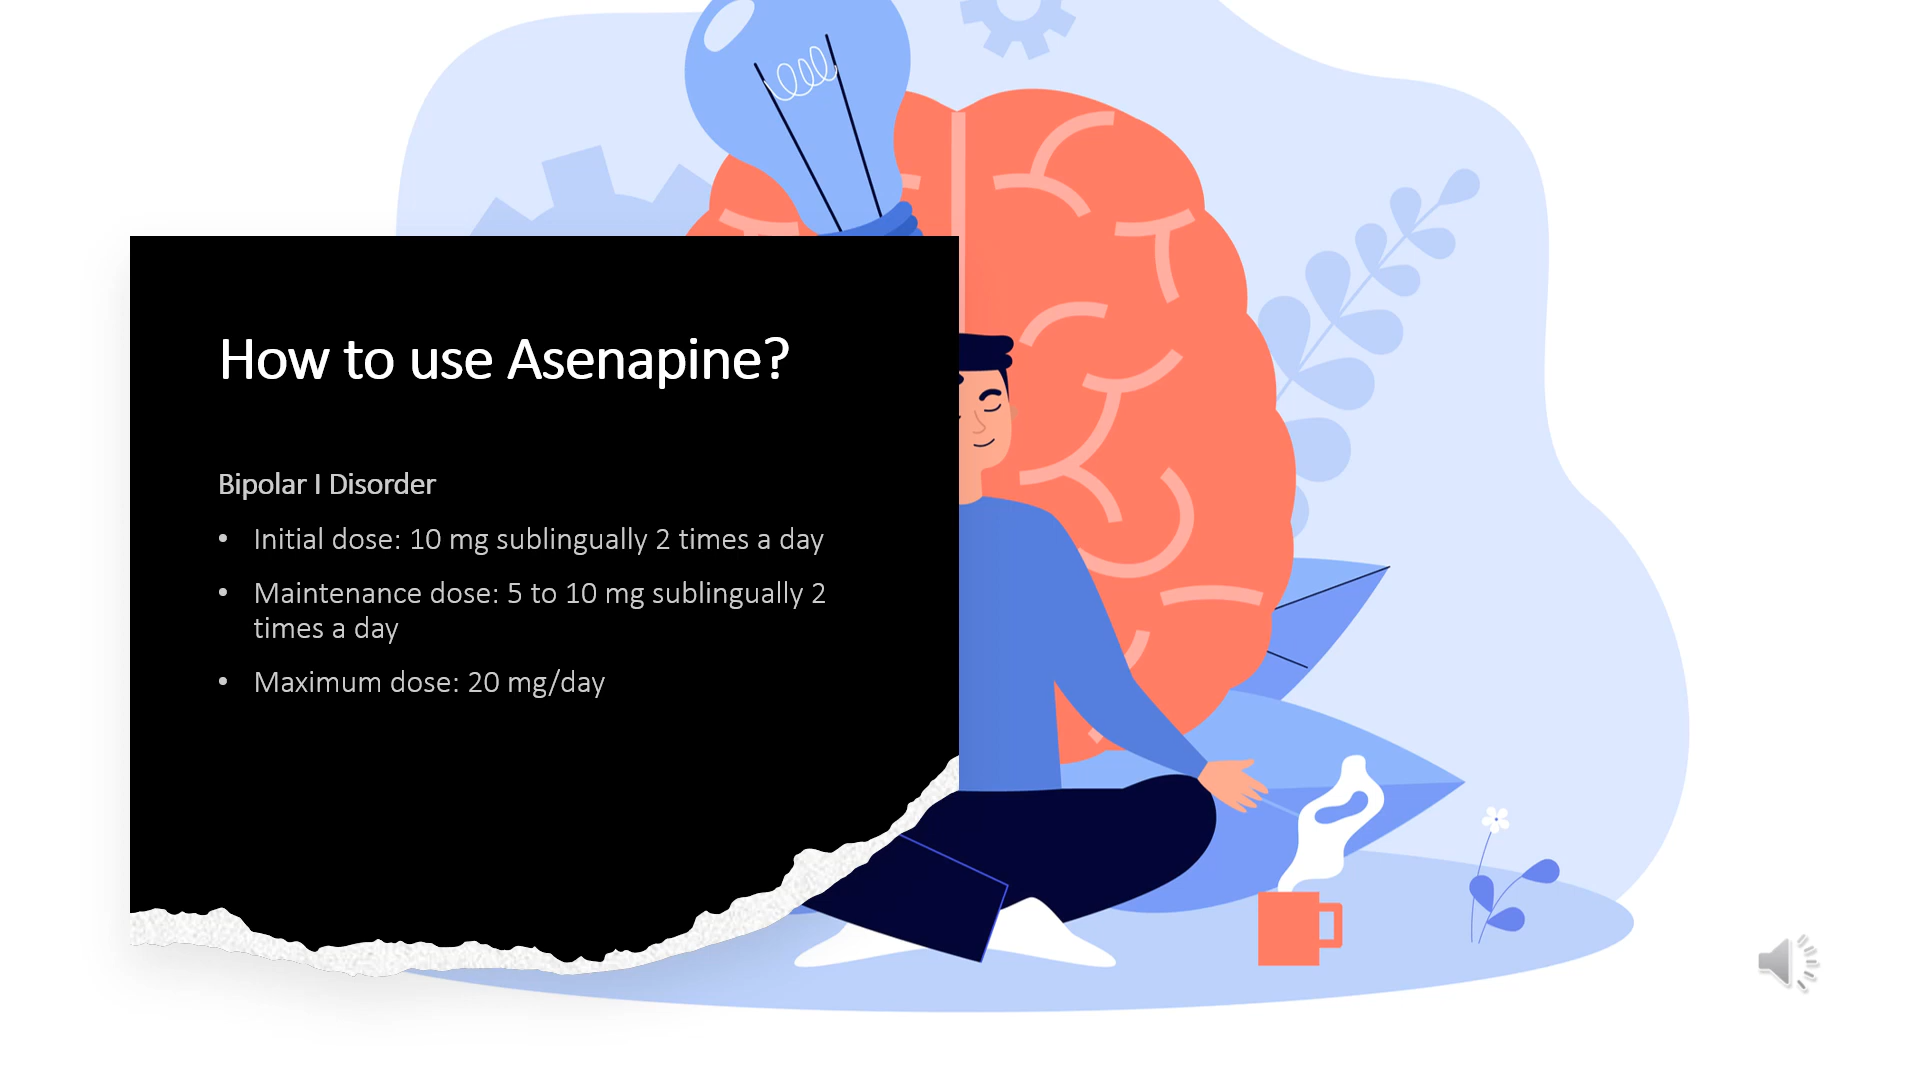 How to use Asenapine?
Bipolar I Disorder
• Initial dose: 10 mg sublingually 2 times a day
• Maintenance dose: 5 to 10 mg sublingually 2
times a day
• Maximum dose: 20 mg/day